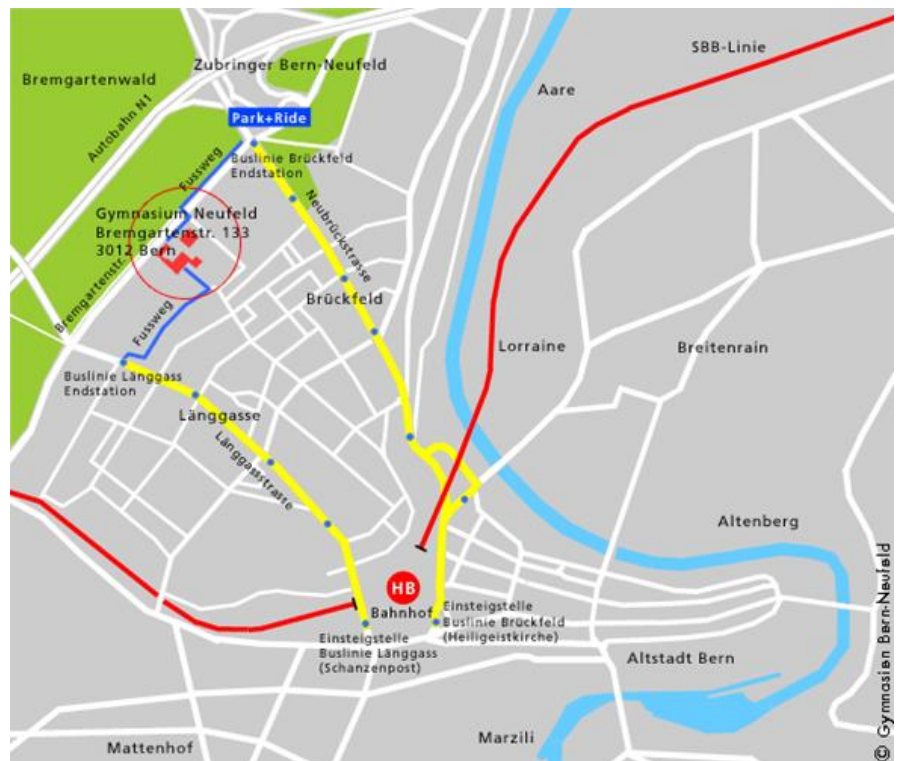 SBB-Linie
Zubringer Bern-Neufeld
Bremgartenwald
Aare
Autobahn N1
Park+Ride
Buslinie Brückfeld
Endstation
Fussweg
Neubrückstrasse
Gymnasium Neufeld
Bremgartenstr. 133
3012 Bern
Bremgartenstr.
Brückfeld
Fussweg
Lorraine
Breitenrain
Buslinie Länggass
Endstation
Länggasse
Länggassstrasse
Altenberg
HB
Bahnhof
Einsteigstelle
Buslinie Brückfeld
(Heiligeistkirche)
Einsteigstelle
Buslinie Länggass
(Schanzenpost)
Altstadt Bern
Marzili
Mattenhof
© Gymnasien Bern-Neufeld